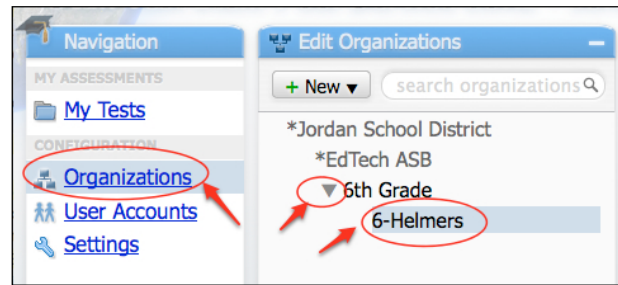 Navigation
MY ASSESSMENTS
My Tests
CONFIGURATION
Organizations
User Accounts
Settings
Edit Organizations
+ New ▼
search organizations
*Jordan School District
*EdTech ASB
▼ 6th Grade
6-Helmers